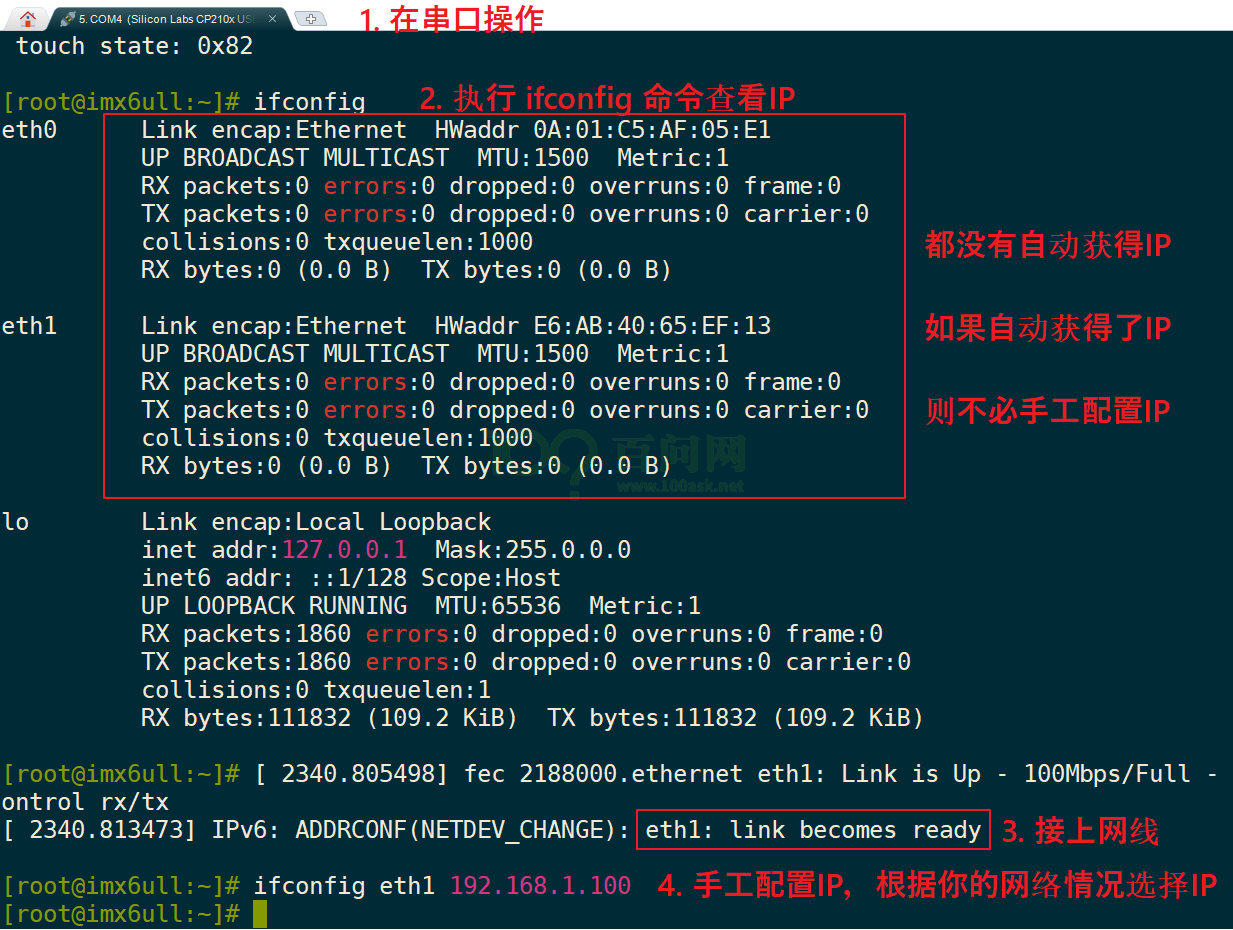 5. COM4 (Silicon Labs CP210x US
1. 在串口操作
touch state: 0x82
[root@imx6ull:~]# ifconfig
2. 执行 ifconfig 命令查看IP
eth0 Link encap:Ethernet HWaddr 0A:01:C5:AF:05:E1
UP BROADCAST MULTICAST MTU:1500 Metric:1
RX packets:0 errors:0 dropped:0 overruns:0 frame:0
TX packets:0 errors:0 dropped:0 overruns:0 carrier:0
collisions:0 txqueuelen:1000
RX bytes:0 (0.0 B) TX bytes:0 (0.0 B)
都没有自动获得IP
eth1 Link encap:Ethernet HWaddr E6:AB:40:65:EF:13
如果自动获得了IP
UP BROADCAST MULTICAST MTU:1500 Metric:1
RX packets:0 errors:0 dropped:0 overruns:0 frame:0
TX packets:0 errors:0 dropped:0 overruns:0 carrier:0
则不必手工配置IP
collisions:0 txqueuelen:1000
RX bytes:0 (0.0 B) TX bytes:0 (0.0 B)
百问网
www.100ask.net
lo Link encap:Local Loopback
inet addr:127.0.0.1 Mask:255.0.0.0
inet6 addr: ::1/128 Scope:Host
UP LOOPBACK RUNNING MTU:65536 Metric:1
RX packets:1860 errors:0 dropped:0 overruns:0 frame:0
TX packets:1860 errors:0 dropped:0 overruns:0 carrier:0
collisions:0 txqueuelen:1
RX bytes:111832 (109.2 KiB) TX bytes:111832 (109.2 KiB)
[root@imx6ull:~]# [ 2340.805498] fec 2188000.ethernet eth1: Link is Up - 100Mbps/Full -
ontrol rx/tx
[ 2340.813473] IPv6: ADDRCONF(NETDEV_CHANGE): eth1: link becomes ready
3. 接上网线
[root@imx6ull:~]# ifconfig eth1 192.168.1.100
4. 手工配置IP，根据你的网络情况选择IP
[root@imx6ull:~]#